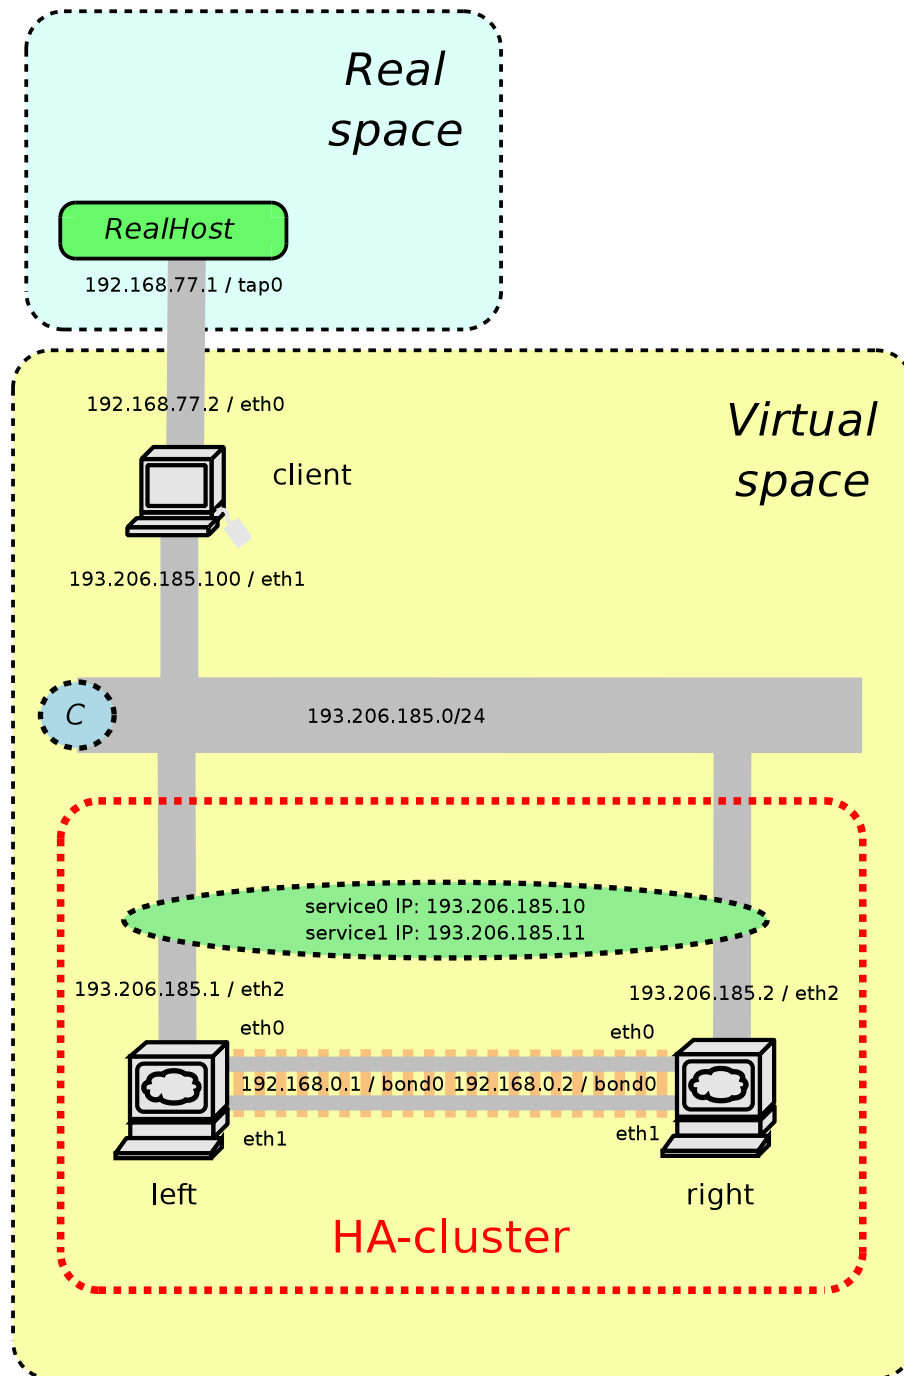 Real
space
RealHost
192.168.77.1 / tap0
192.168.77.2 / eth0
Virtual
space
client
193.206.185.100 / eth1
C
193.206.185.0/24
service0 IP: 193.206.185.10
service1 IP: 193.206.185.11
193.206.185.1 / eth2
193.206.185.2 / eth2
eth0
eth0
192.168.0.1 / bond0 192.168.0.2 / bond0
eth1
eth1
left
right
HA-cluster